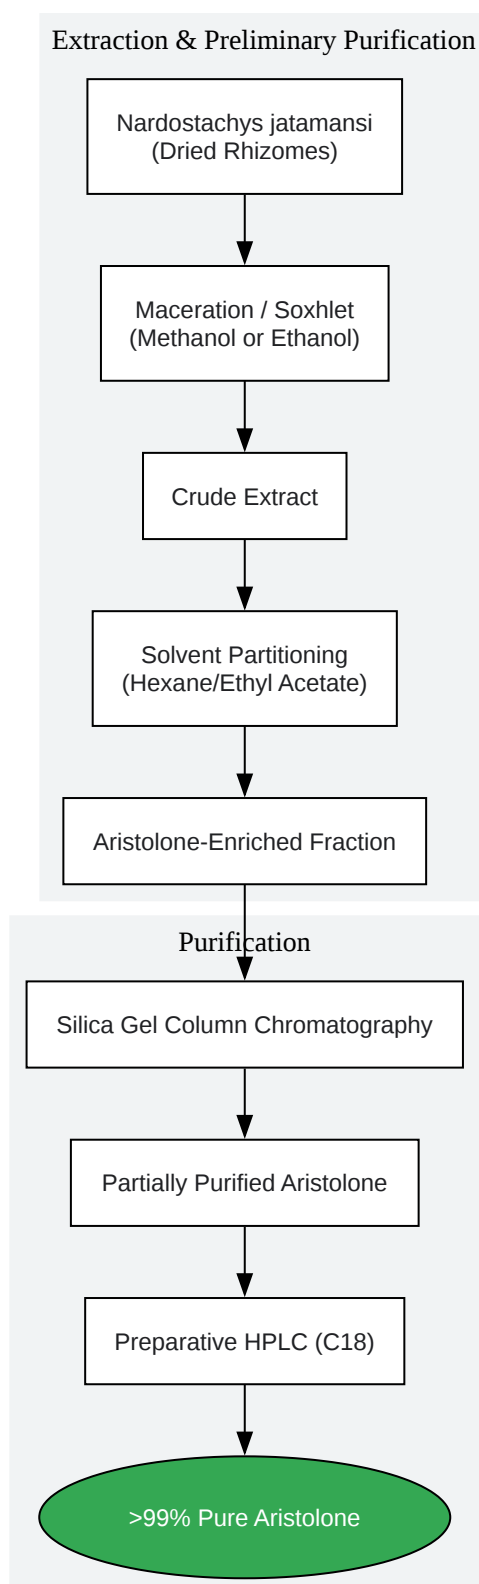 Extraction & Preliminary Purification
Nardostachys jatamansi
(Dried Rhizomes)
Maceration / Soxhlet
(Methanol or Ethanol)
Crude Extract
Solvent Partitioning
(Hexane/Ethyl Acetate)
Aristolone-Enriched Fraction
Purification
Silica Gel Column Chromatography
Partially Purified Aristolone
Preparative HPLC (C18)
>99% Pure Aristolone